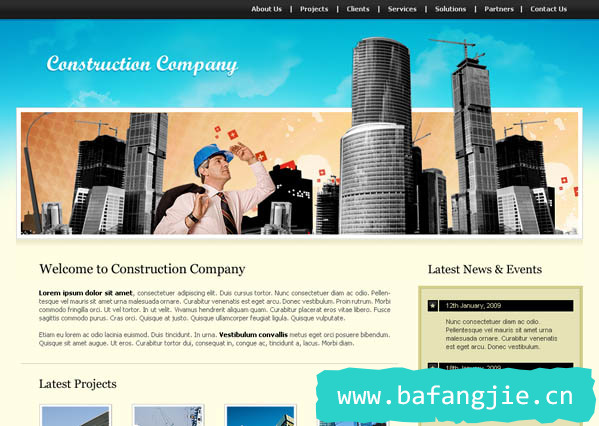 About Us | Projects | Clients | Services | Solutions | Partners | Contact Us
Construction Company
Welcome to Construction Company
Lorem ipsum dolor sit amet, consectetuer adipiscing elit. Duis cursus tortor. Nunc consectetuer diam ac odio. Pellen-
tesque vel mauris sit amet urna malesuada ornare. Curabitur venenatis est eget arcu. Donec vestibulum. Proin rutrum. Morbi
commodo fringilla orci. Ut vel tortor. In ut velit. Vivamus hendrerit aliquam quam. Curabitur placerat eros vitae libero. Fusce
sagittis commodo purus. Cras orci. Quisque at justo. Quisque ullamcorper feugiat ligula. Quisque vulputate.
Etiam eu lorem ac odio lacinia euismod. Duis tincidunt. In urna. Vestibulum convallis metus eget orci posuere bibendum.
Quisque sit amet augue. Ut eros. Curabitur tortor dui, consequat in, congue ac, tincidunt a, lacus. Morbi diam.
Latest Projects
Latest News & Events
12th January, 2009
Nunc consectetuer diam ac odio.
Pellentesque vel mauris sit amet urna
malesuada ornare. Curabitur venenatis
est eget arcu. Donec vestibulum.
18th January, 2009
www.bafangjie.cn